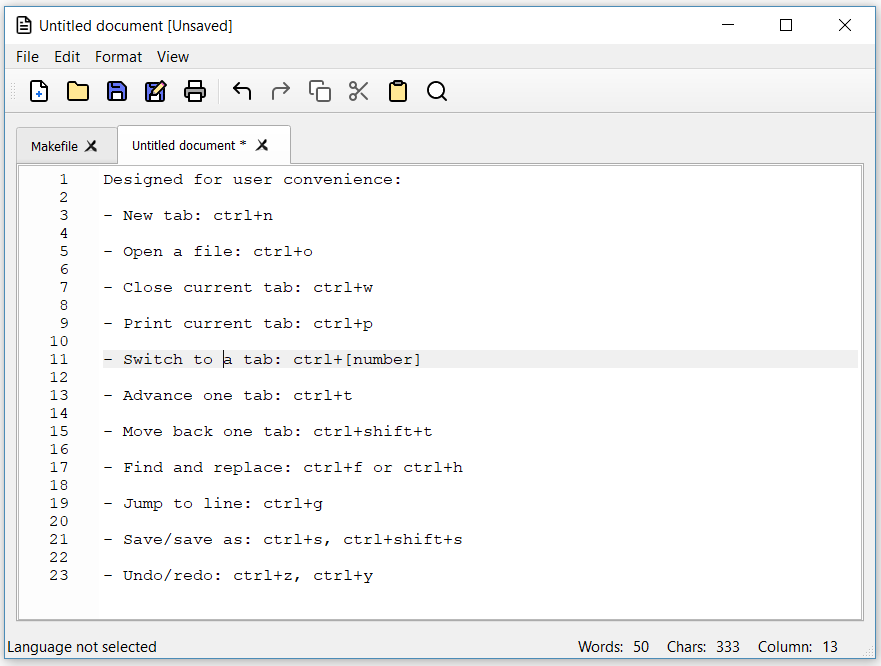 Untitled document [Unsaved]
File Edit Format View
Makefile Untitled document *
1 Designed for user convenience:
2
3 - New tab: ctrl+n
4
5 - Open a file: ctrl+o
6
7 - Close current tab: ctrl+w
8
9 - Print current tab: ctrl+p
10
11 - Switch to a tab: ctrl+[number]
12
13 - Advance one tab: ctrl+t
14
15 - Move back one tab: ctrl+shift+t
16
17 - Find and replace: ctrl+f or ctrl+h
18
19 - Jump to line: ctrl+g
20
21 - Save/save as: ctrl+s, ctrl+shift+s
22
23 - Undo/redo: ctrl+z, ctrl+y
Language not selected Words: 50 Chars: 333 Column: 13